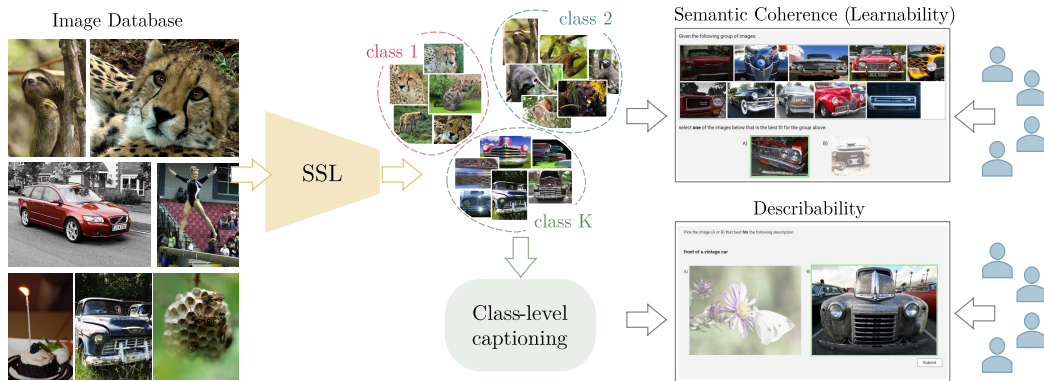 Image Database
SSL
class 1
class 2
class K
Class-level
captioning
Semantic Coherence (Learnability)
Given the following group of images:
select one of the images below that is the best fit for the group above.
A)
B)
Describability
Pick the image (A or B) that best fits the following description:
front of a vintage car
A)
B)
Submit